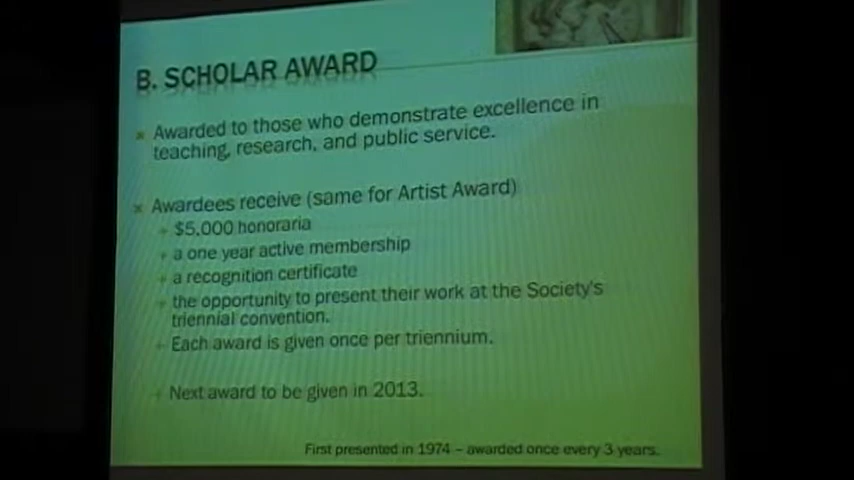 B. SCHOLAR AWARD
Awarded to those who demonstrate excellence in
teaching, research, and public service.
Awardees receive (same for Artist Award)
$5,000 honoraria
a one year active membership
a recognition certificate
the opportunity to present their work at the Society's
triennial convention.
Each award is given once per triennium.
Next award to be given in 2013.
First presented in 1974 – awarded once every 3 years.